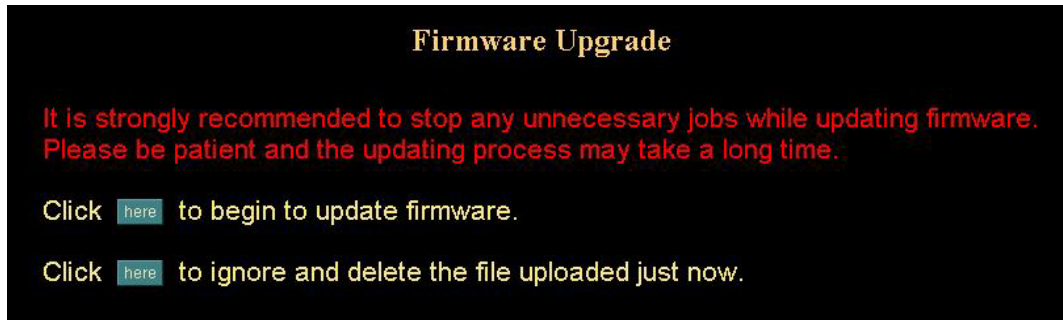 Firmware Upgrade
It is strongly recommended to stop any unnecessary jobs while updating firmware.
Please be patient and the updating process may take a long time.
Click here to begin to update firmware.
Click here to ignore and delete the file uploaded just now.